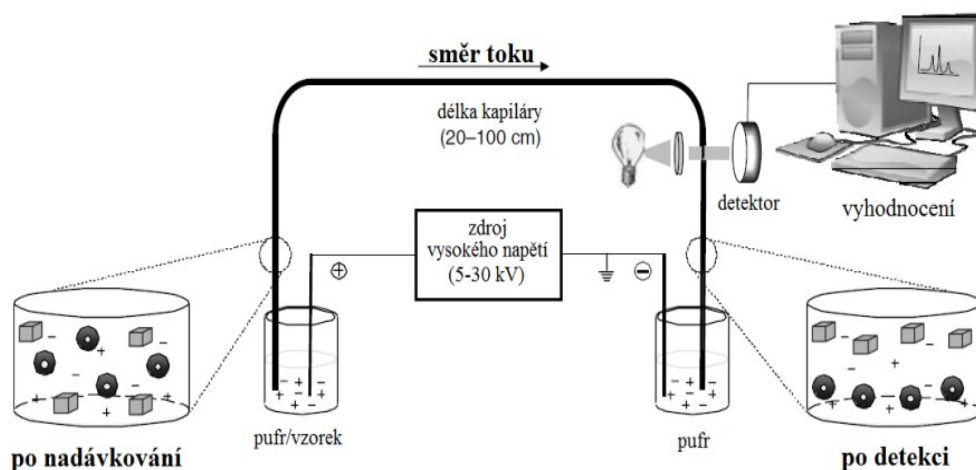 směr toku
délka kapiláry
(20–100 cm)
detektor
vyhodnocení
zdroj
vysokého napětí
(5-30 kV)
+
−
po nadávkování
pufr/vzorek
pufr
po detekci